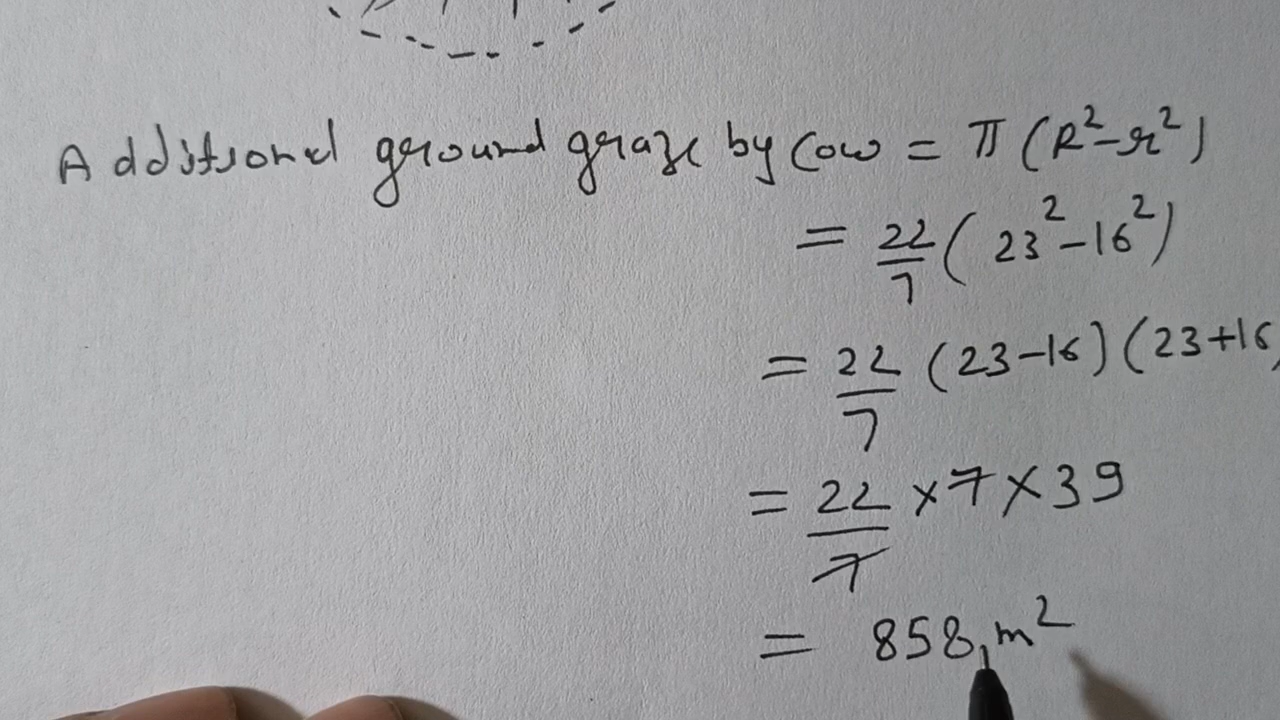 Additional ground graze by Cow = π (R²-r²)
= 22/7 ( 23²-16²)
= 22/7 (23-16) (23+16)
= 22/7 × 7 × 39
= 858 m²